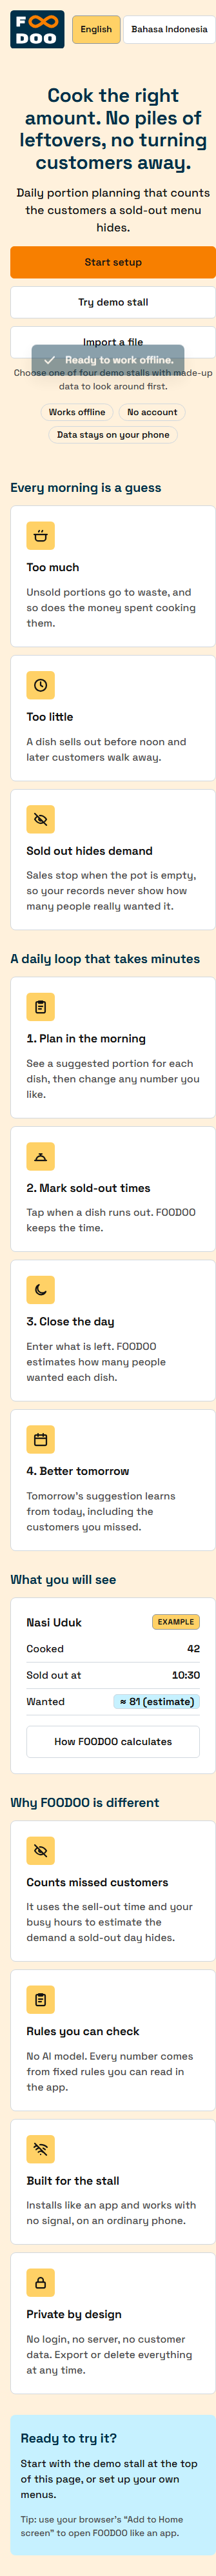 FOODOO
English
Bahasa Indonesia
Cook the right
amount. No piles of
leftovers, no turning
customers away.
Daily portion planning that counts
the customers a sold-out menu
hides.
Start setup
Try demo stall
Import a file
Ready to work offline.
Choose one of four demo stalls with made-up
data to look around first.
Works offline
No account
Data stays on your phone
Every morning is a guess
Too much
Unsold portions go to waste, and
so does the money spent cooking
them.
Too little
A dish sells out before noon and
later customers walk away.
Sold out hides demand
Sales stop when the pot is empty,
so your records never show how
many people really wanted it.
A daily loop that takes minutes
1. Plan in the morning
See a suggested portion for each
dish, then change any number you
like.
2. Mark sold-out times
Tap when a dish runs out. FOODOO
keeps the time.
3. Close the day
Enter what is left. FOODOO
estimates how many people
wanted each dish.
4. Better tomorrow
Tomorrow's suggestion learns
from today, including the
customers you missed.
What you will see
Nasi Uduk
EXAMPLE
Cooked 42
Sold out at 10:30
Wanted ≈ 81 (estimate)
How FOODOO calculates
Why FOODOO is different
Counts missed customers
It uses the sell-out time and your
busy hours to estimate the
demand a sold-out day hides.
Rules you can check
No AI model. Every number comes
from fixed rules you can read in
the app.
Built for the stall
Installs like an app and works with
no signal, on an ordinary phone.
Private by design
No login, no server, no customer
data. Export or delete everything
at any time.
Ready to try it?
Start with the demo stall at the top
of this page, or set up your own
menus.
Tip: use your browser's "Add to Home
screen" to open FOODOO like an app.